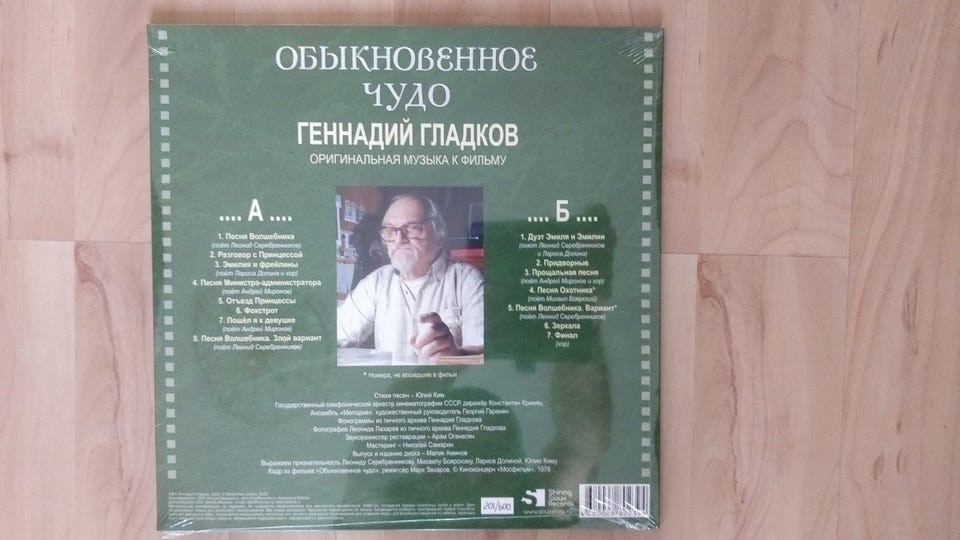 ОБЫКНОВЕННОЕ
ЧУДО
ГЕННАДИЙ ГЛАДКОВ
ОРИГИНАЛЬНАЯ МУЗЫКА К ФИЛЬМУ
.... А ....
1. Песня Волшебника
(поёт Леонид Серебренников)
2. Разговор с Принцессой
3. Эмилия и фрейлины
(поёт Лариса Долина и хор)
4. Песня Министра-администратора
(поёт Андрей Миронов)
5. Отъезд Принцессы
6. Фокстрот
7. Пошёл я к девушке
(поёт Андрей Миронов)
8. Песня Волшебника. Злой вариант
(поёт Леонид Серебренников)
.... Б ....
1. Дуэт Эмиля и Эмилии
(поют Леонид Серебренников
и Лариса Долина)
2. Придворные
3. Прощальная песня
(поёт Андрей Миронов и хор)
4. Песня Охотника*
(поёт Михаил Боярский)
5. Песня Волшебника. Вариант*
(поёт Леонид Серебренников)
6. Зеркала
7. Финал
(хор)
* Номера, не вошедшие в фильм
Стихи песен – Юлий Ким
Государственный симфонический оркестр кинематографии СССР, дирижёр Константин Кримец
Ансамбль «Мелодия», художественный руководитель Георгий Гаранян
Фонограммы из личного архива Геннадия Гладкова
Фотография Леонида Лазарева из личного архива Геннадия Гладкова
Звукорежиссер реставрации – Арам Оганесян
Мастеринг – Николай Самарин
Выпуск и издание диска – Малик Аминов
Выражаем признательность Леониду Серебренникову, Михаилу Боярскому, Ларисе Долиной, Юлию Киму
Кадр из фильма «Обыкновенное чудо», режиссёр Марк Захаров, © Киноконцерн «Мосфильм», 1978
201/600
Shining
Sioux
Records